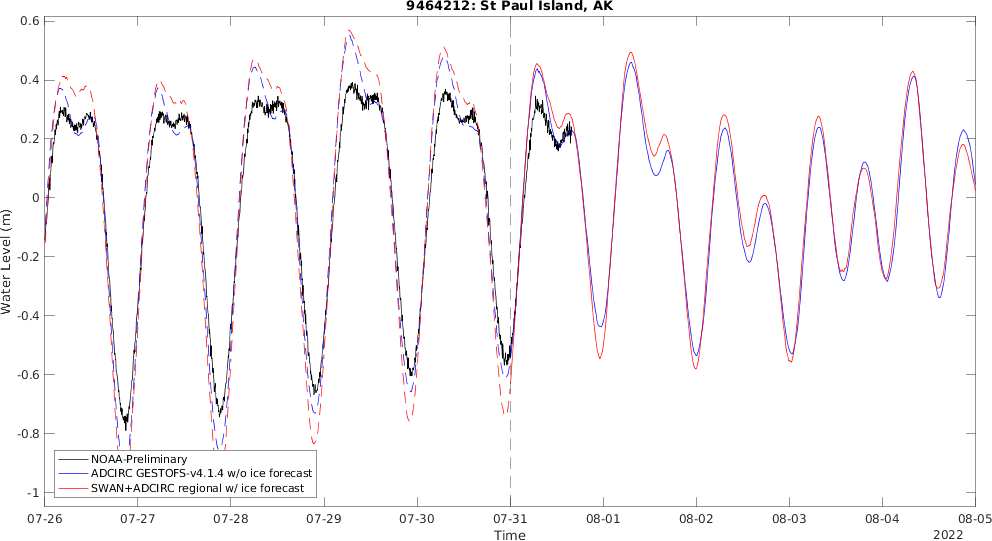 9464212: St Paul Island, AK
0.6
0.4
0.2
0
-0.2
-0.4
-0.6
-0.8
-1
Water Level (m)
NOAA-Preliminary
ADCIRC GESTOFS-v4.1.4 w/o ice forecast
SWAN+ADCIRC regional w/ ice forecast
07-26 07-27 07-28 07-29 07-30 07-31 08-01 08-02 08-03 08-04 08-05
Time
2022